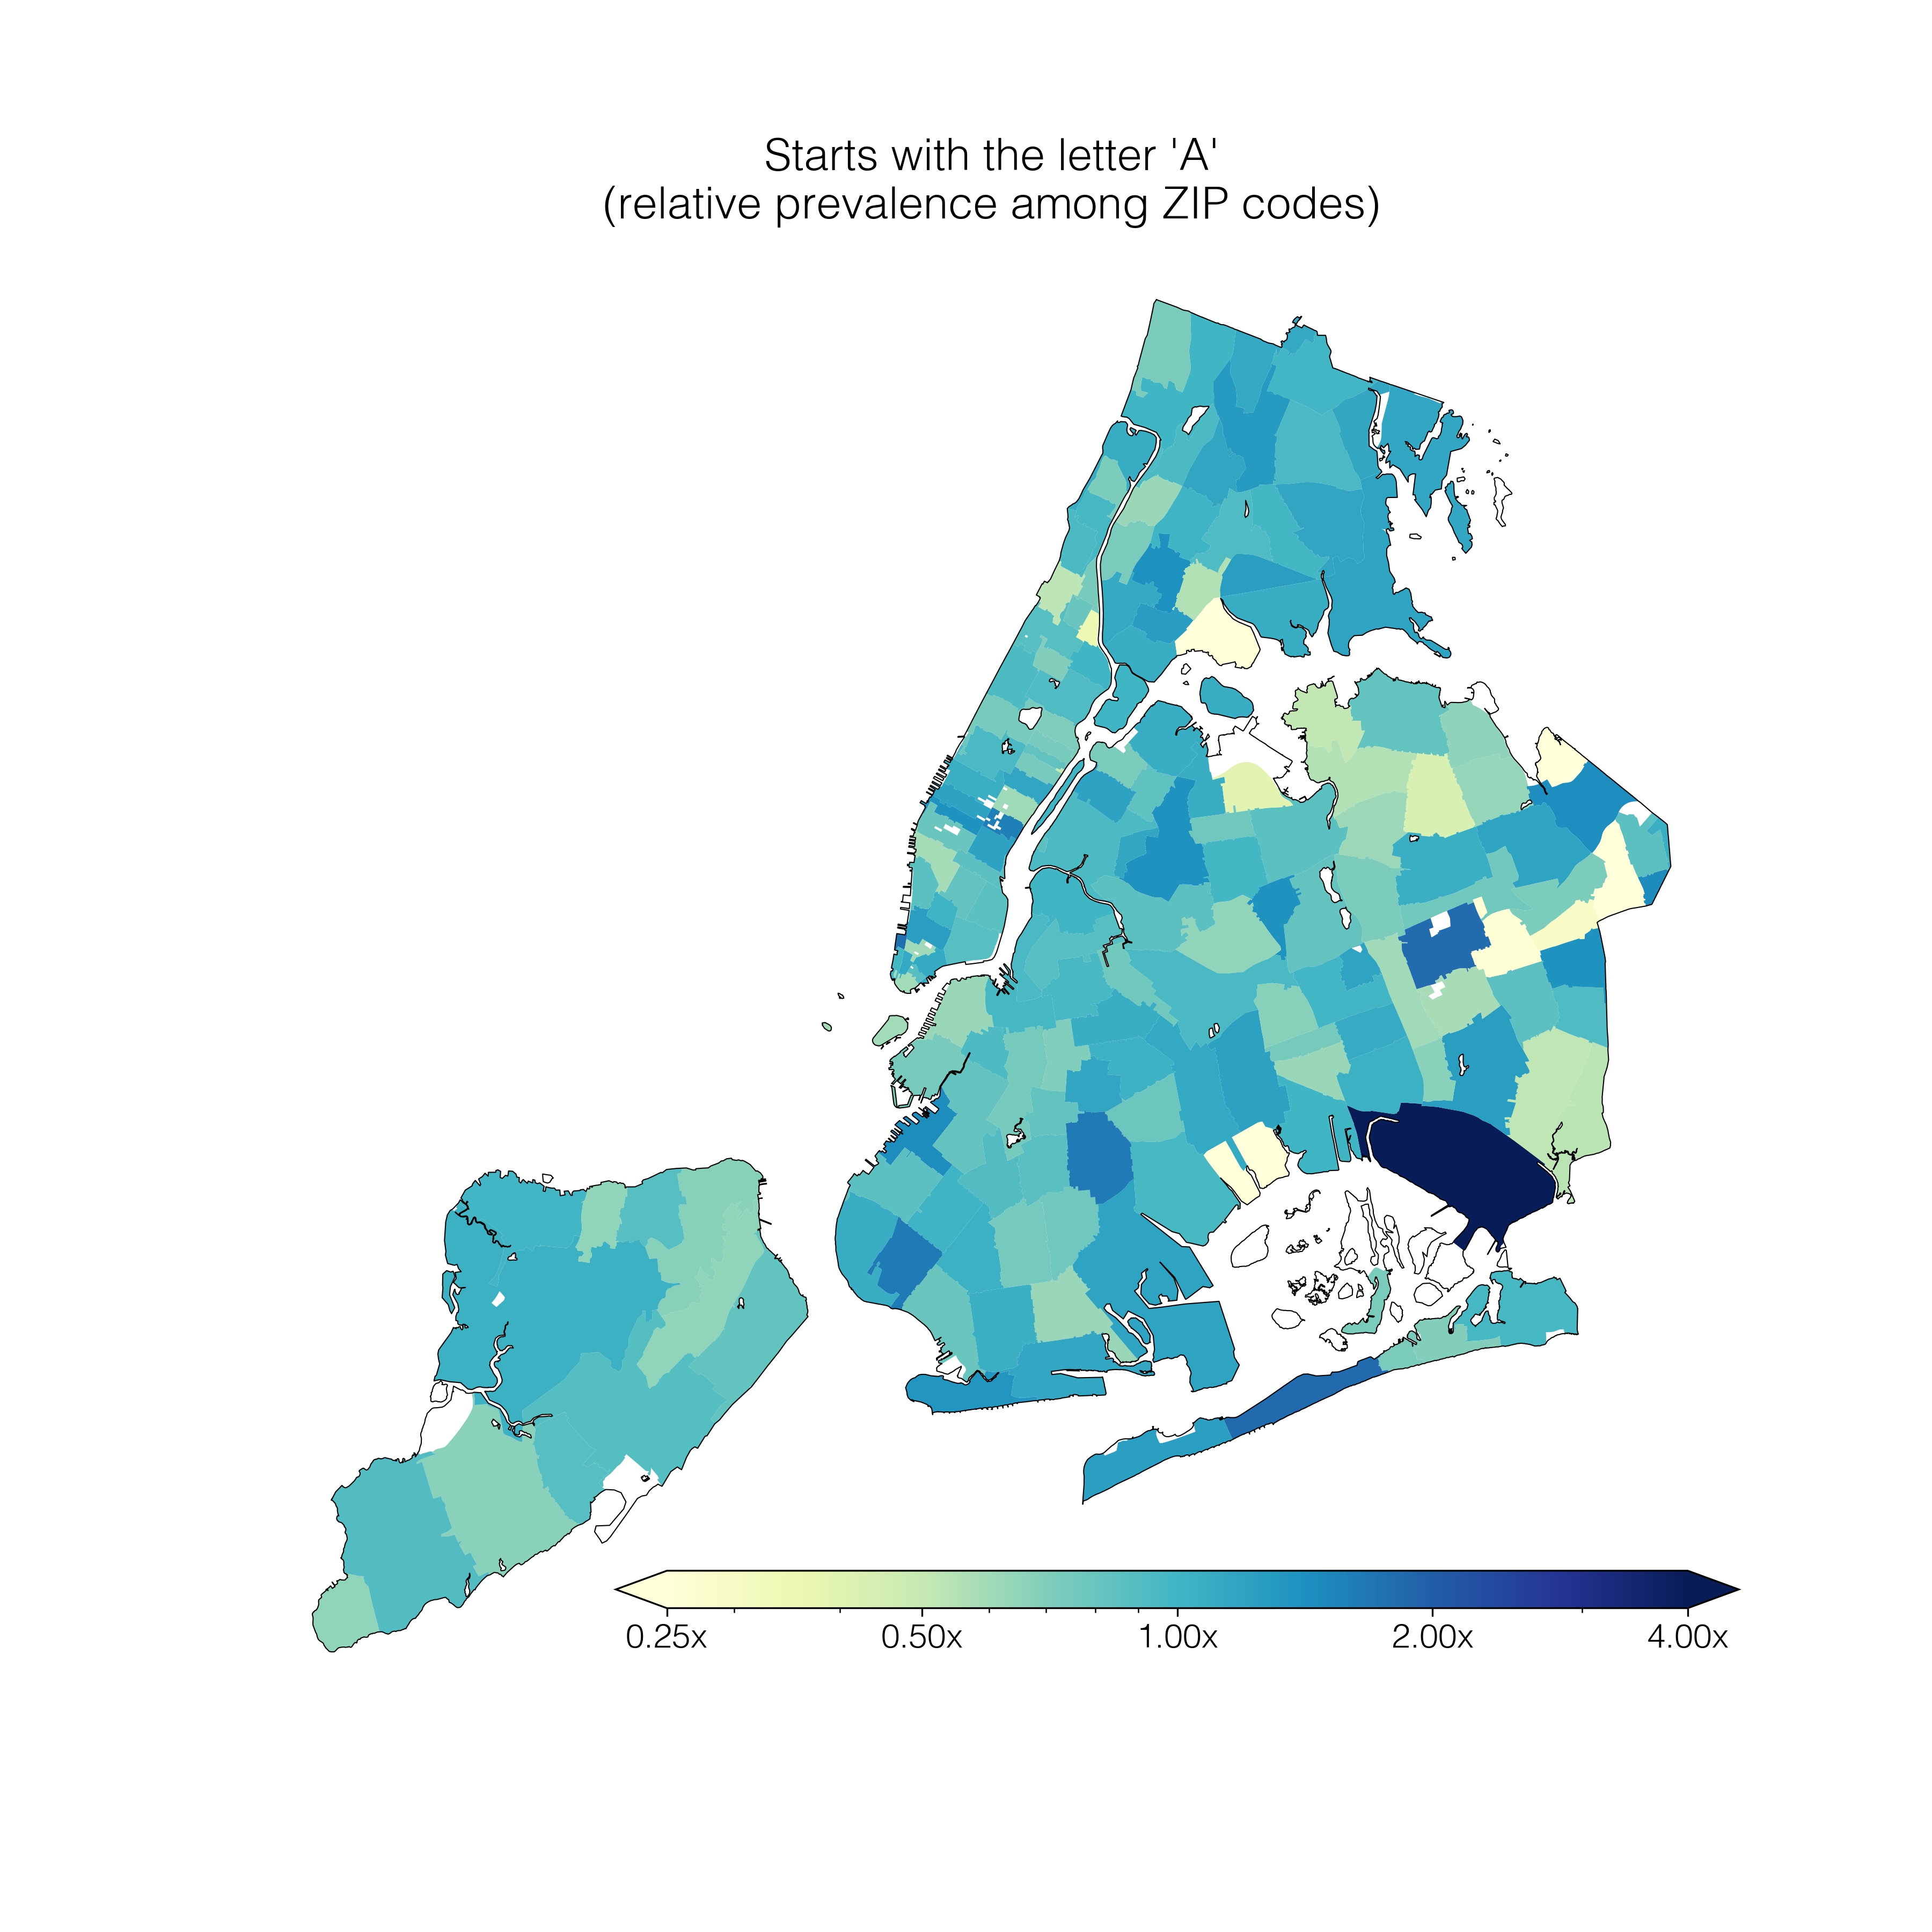 Starts with the letter 'A'
(relative prevalence among ZIP codes)
0.25x 0.50x 1.00x 2.00x 4.00x